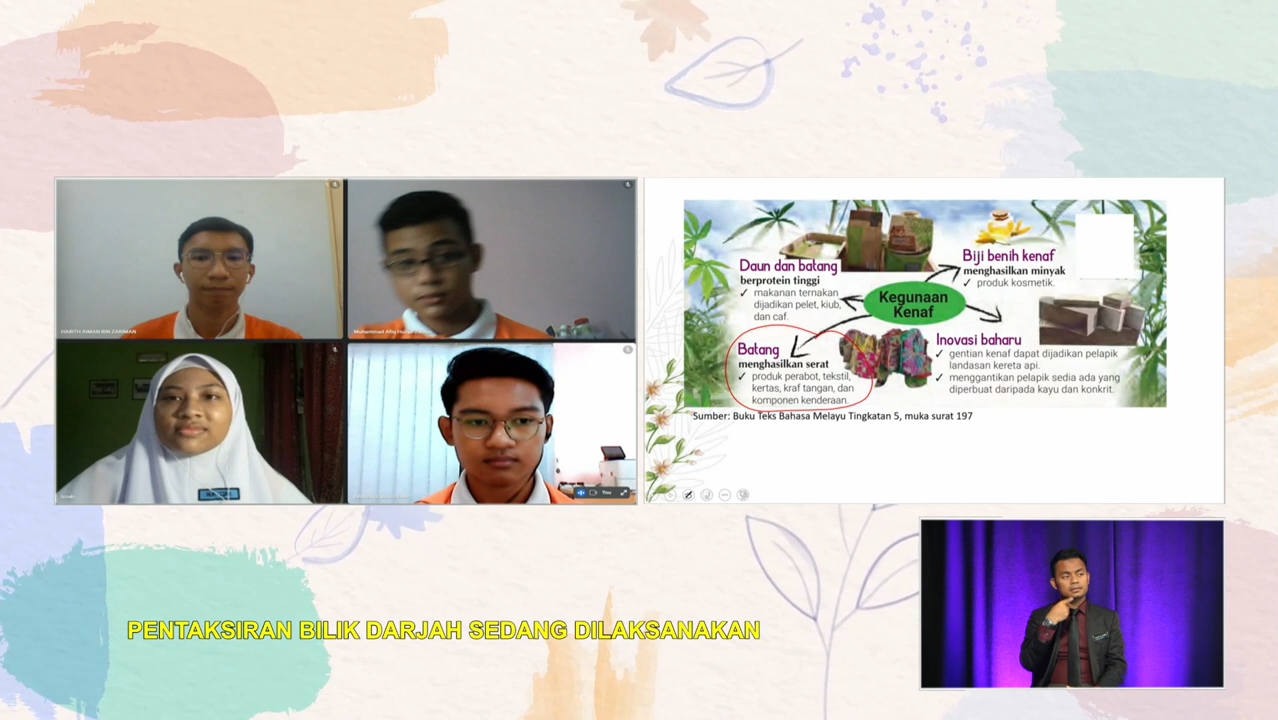 HARITH AIMAN BIN ZARIMAN
Daun dan batang
berprotein tinggi
✓ makanan ternakan
dijadikan pelet, kiub,
dan caf.
Kegunaan
Kenaf
Biji benih kenaf
menghasilkan minyak
✓ produk kosmetik.
Batang
menghasilkan serat
✓ produk perabot, tekstil,
kertas, kraf tangan, dan
komponen kenderaan.
Inovasi baharu
✓ gentian kenaf dapat dijadikan pelapik
landasan kereta api.
✓ menggantikan pelapik sedia ada yang
diperbuat daripada kayu dan konkrit.
Sumber: Buku Teks Bahasa Melayu Tingkatan 5, muka surat 197
PENTAKSIRAN BILIK DARJAH SEDANG DILAKSANAKAN